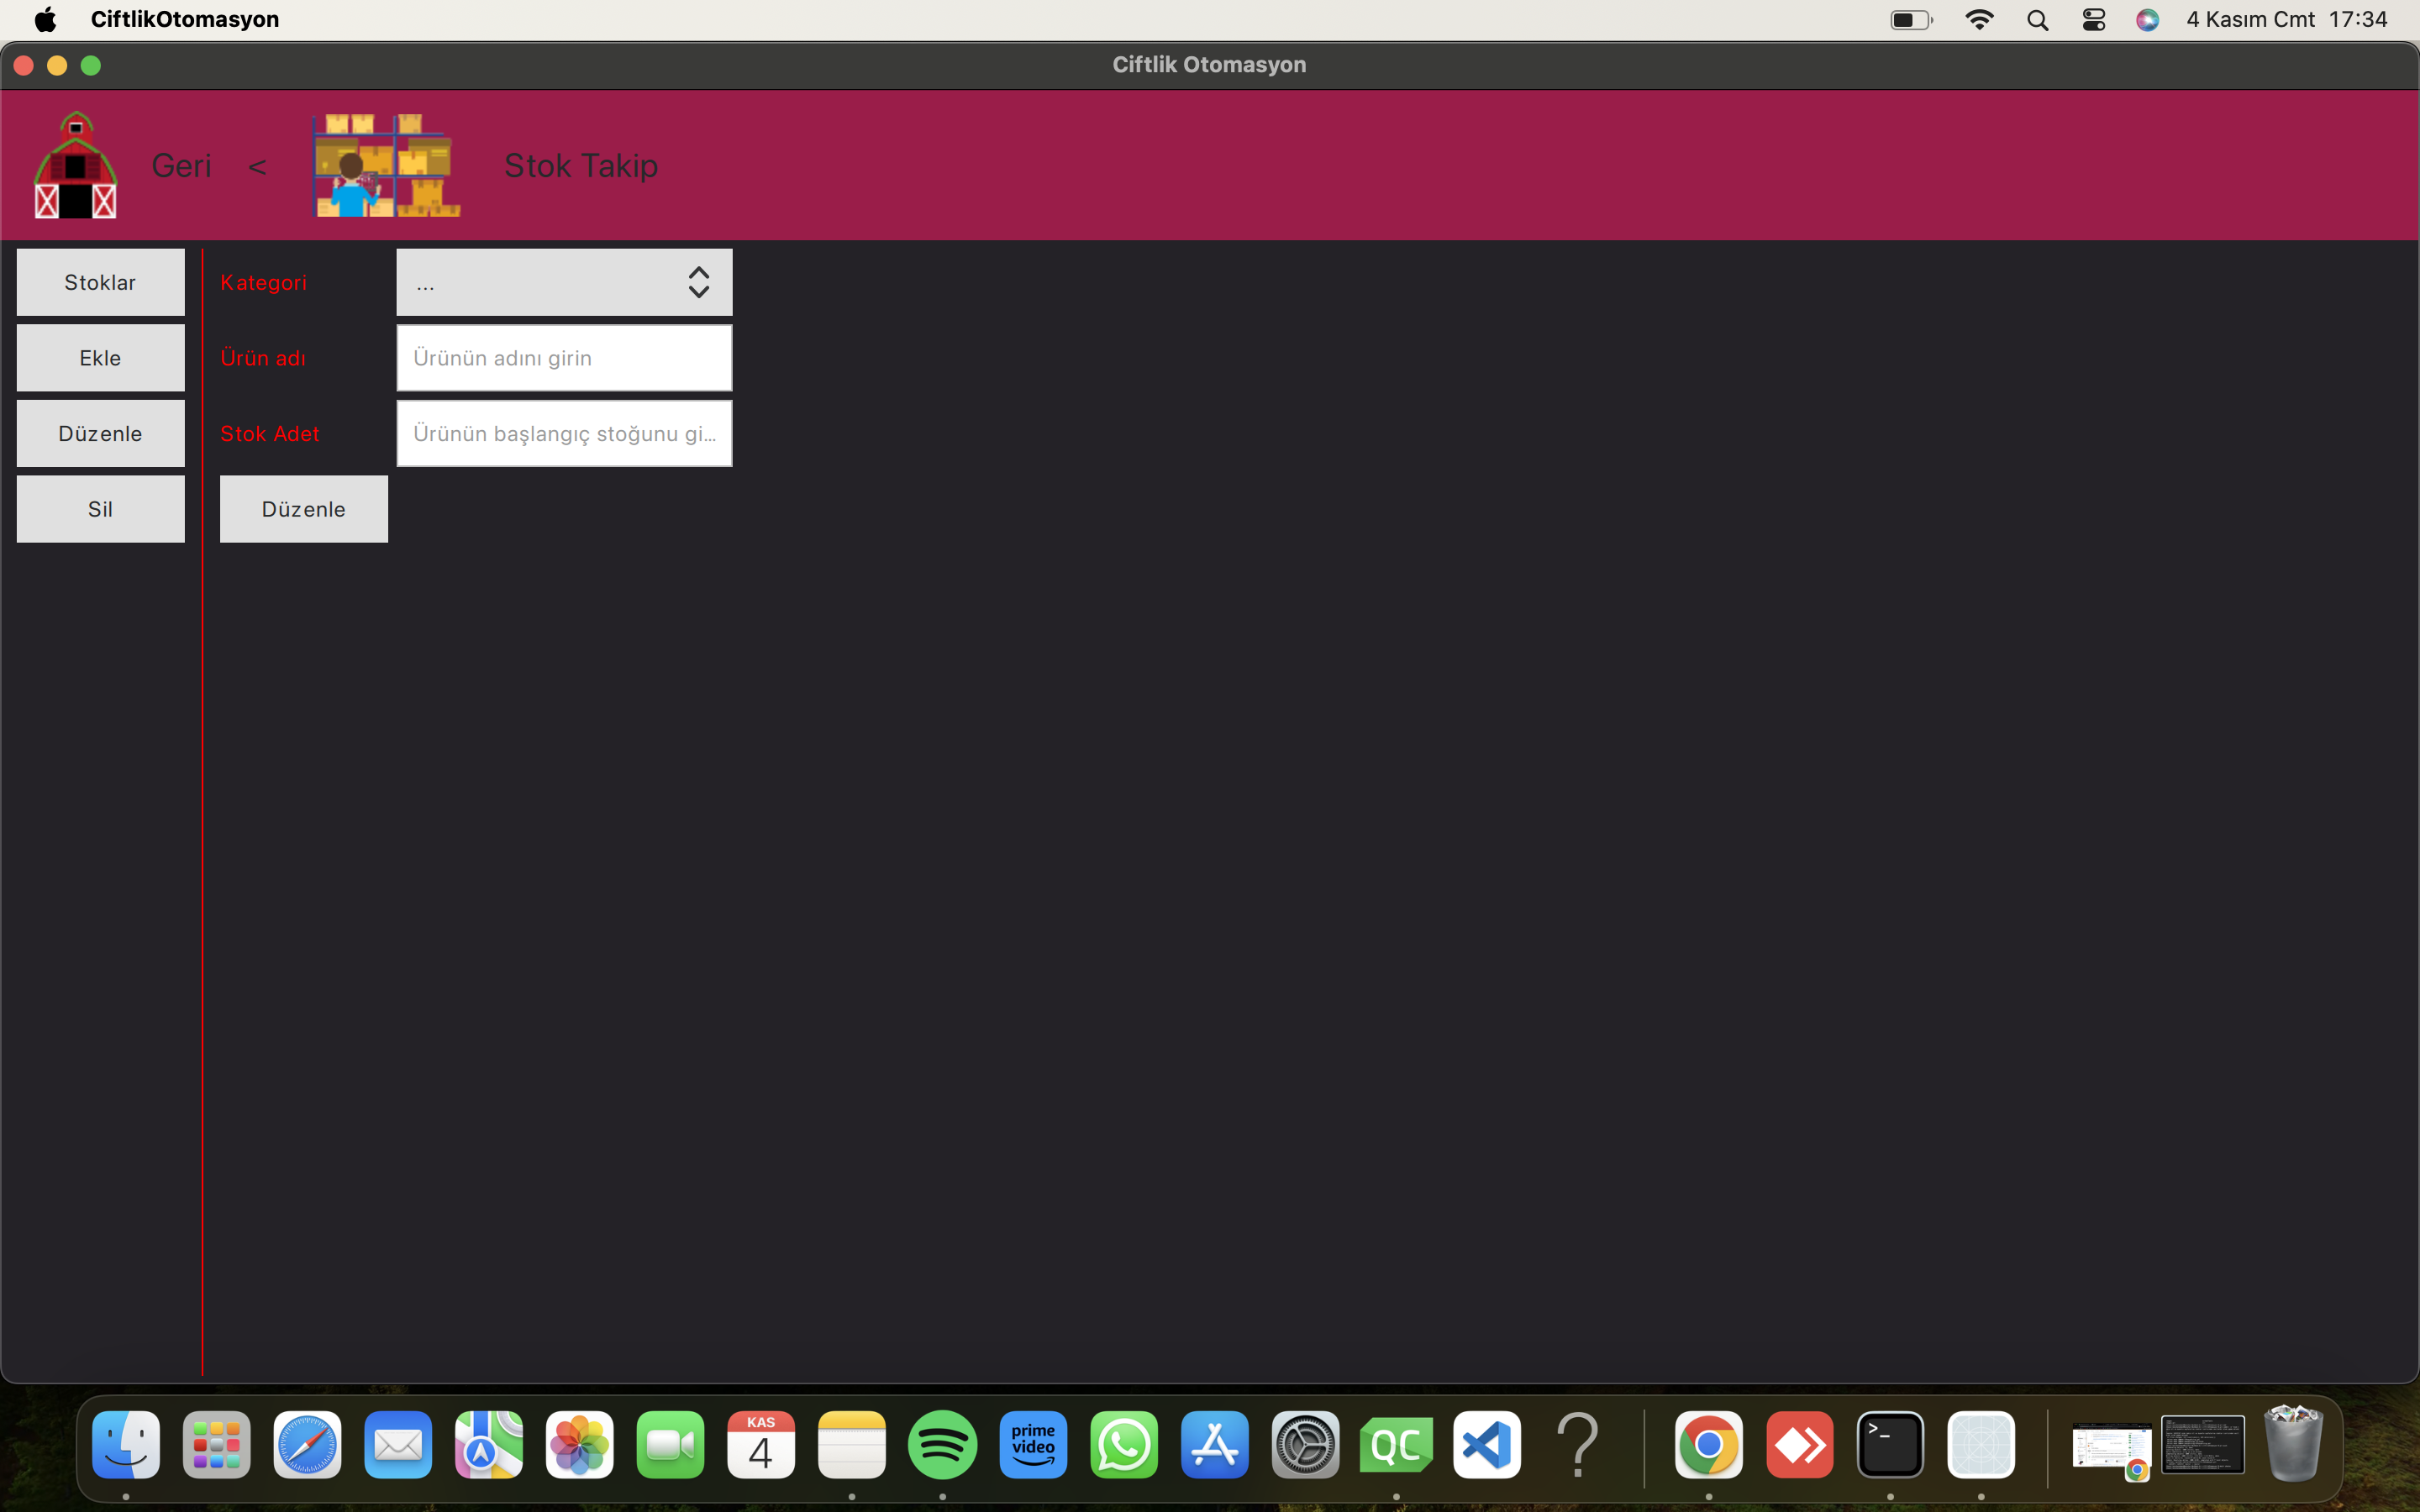 CiftlikOtomasyon
4 Kasım Cmt 17:34
Ciftlik Otomasyon
Geri < Stok Takip
Stoklar
Kategori
...
Ekle
Ürün adı
Ürünün adını girin
Düzenle
Stok Adet
Ürünün başlangıç stoğunu gi...
Sil
Düzenle
KAS
4
prime
video
QC
>_